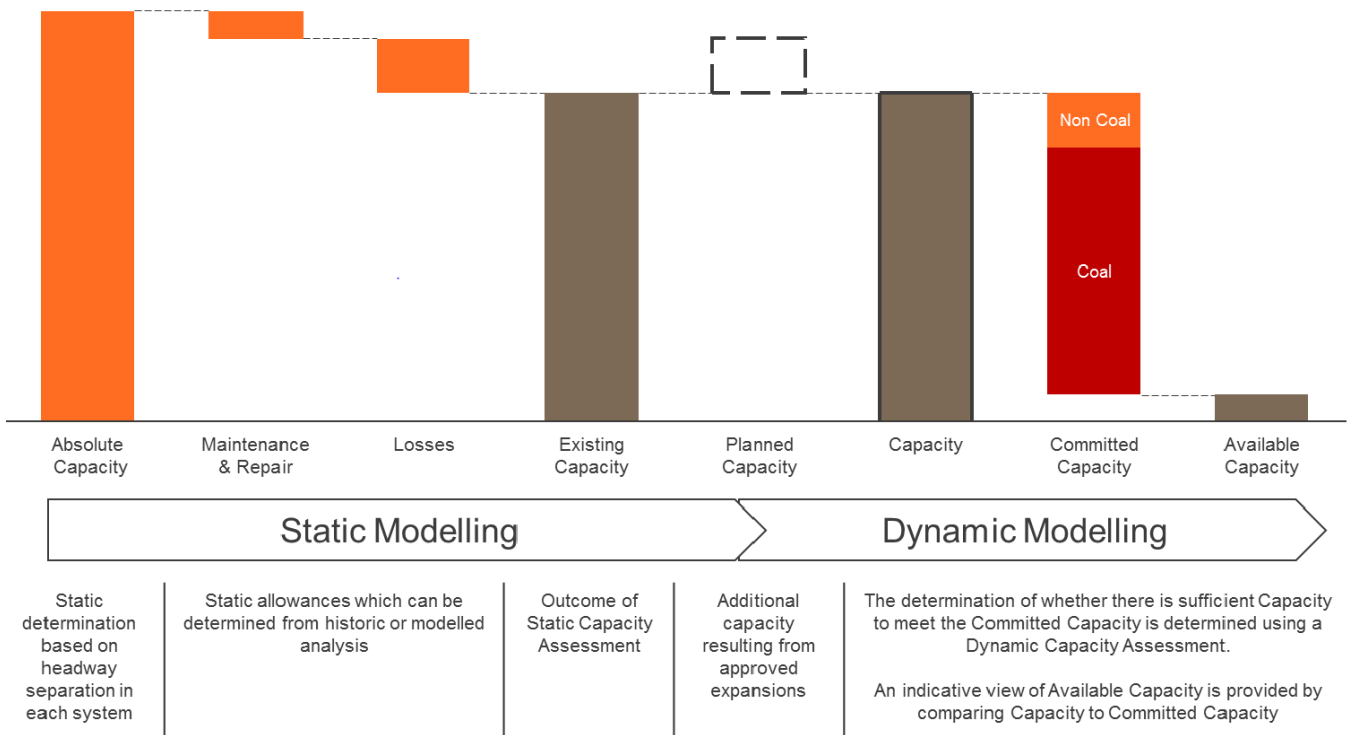 Non Coal
Coal
Absolute
Capacity
Maintenance
& Repair
Losses
Existing
Capacity
Planned
Capacity
Capacity
Committed
Capacity
Available
Capacity
Static Modelling
Dynamic Modelling
Static
determination
based on
headway
separation in
each system
Static allowances which can be
determined from historic or modelled
analysis
Outcome of
Static Capacity
Assessment
Additional
capacity
resulting from
approved
expansions
The determination of whether there is sufficient Capacity
to meet the Committed Capacity is determined using a
Dynamic Capacity Assessment.
An indicative view of Available Capacity is provided by
comparing Capacity to Committed Capacity